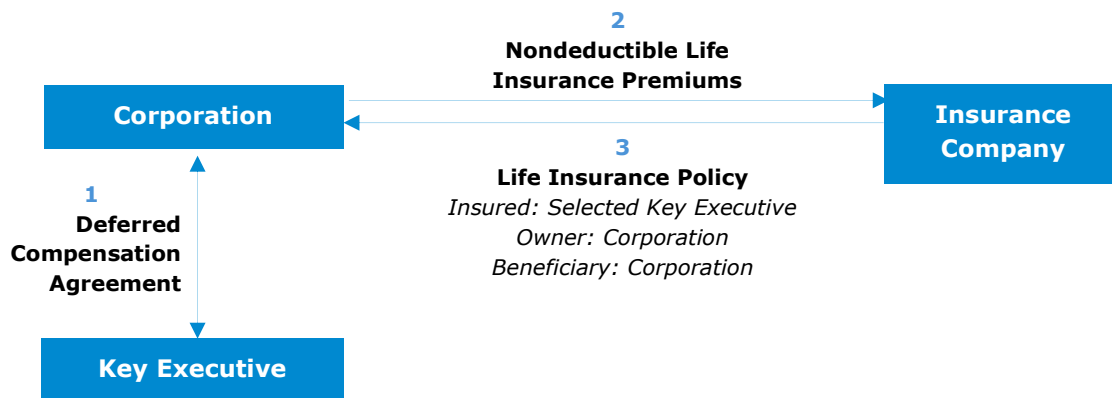 2
Nondeductible Life
Insurance Premiums
Corporation
Insurance
Company
3
Life Insurance Policy
Insured: Selected Key Executive
Owner: Corporation
Beneficiary: Corporation
1
Deferred
Compensation
Agreement
Key Executive